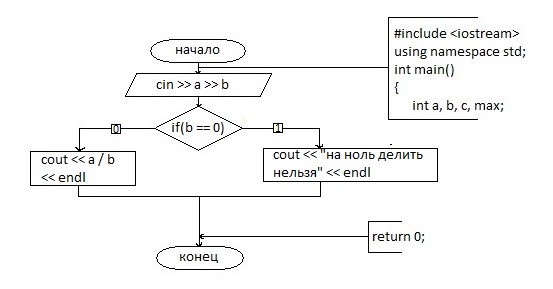 начало
#include <iostream>
using namespace std;
int main()
{
int a, b, c, max;
cin >> a >> b
if(b == 0)
0
1
cout << a / b
<< endl
cout << "на ноль делить
нельзя" << endl
return 0;
конец